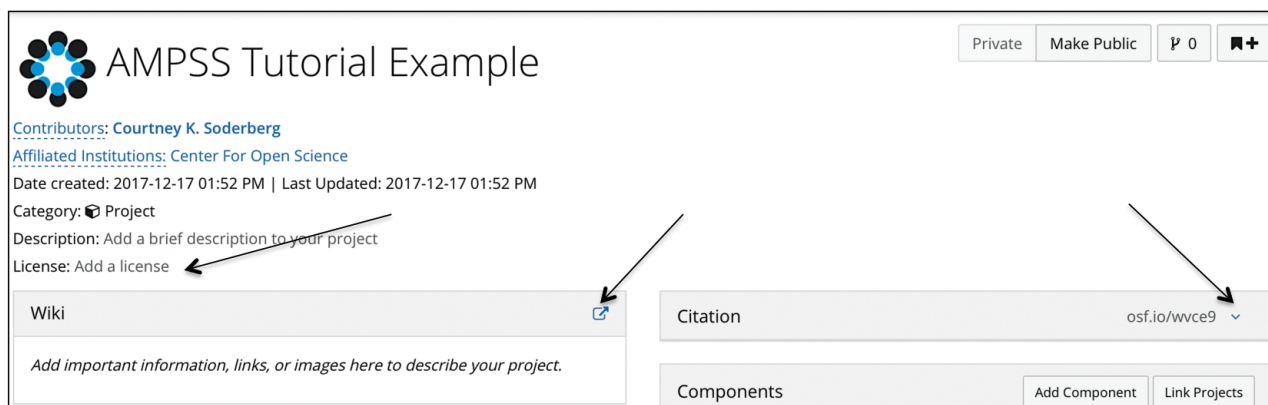 AMPSS Tutorial Example
Private Make Public 0
Contributors: Courtney K. Soderberg
Affiliated Institutions: Center For Open Science
Date created: 2017-12-17 01:52 PM | Last Updated: 2017-12-17 01:52 PM
Category: Project
Description: Add a brief description to your project
License: Add a license
Wiki
Add important information, links, or images here to describe your project.
Citation osf.io/wvce9
Components Add Component Link Projects